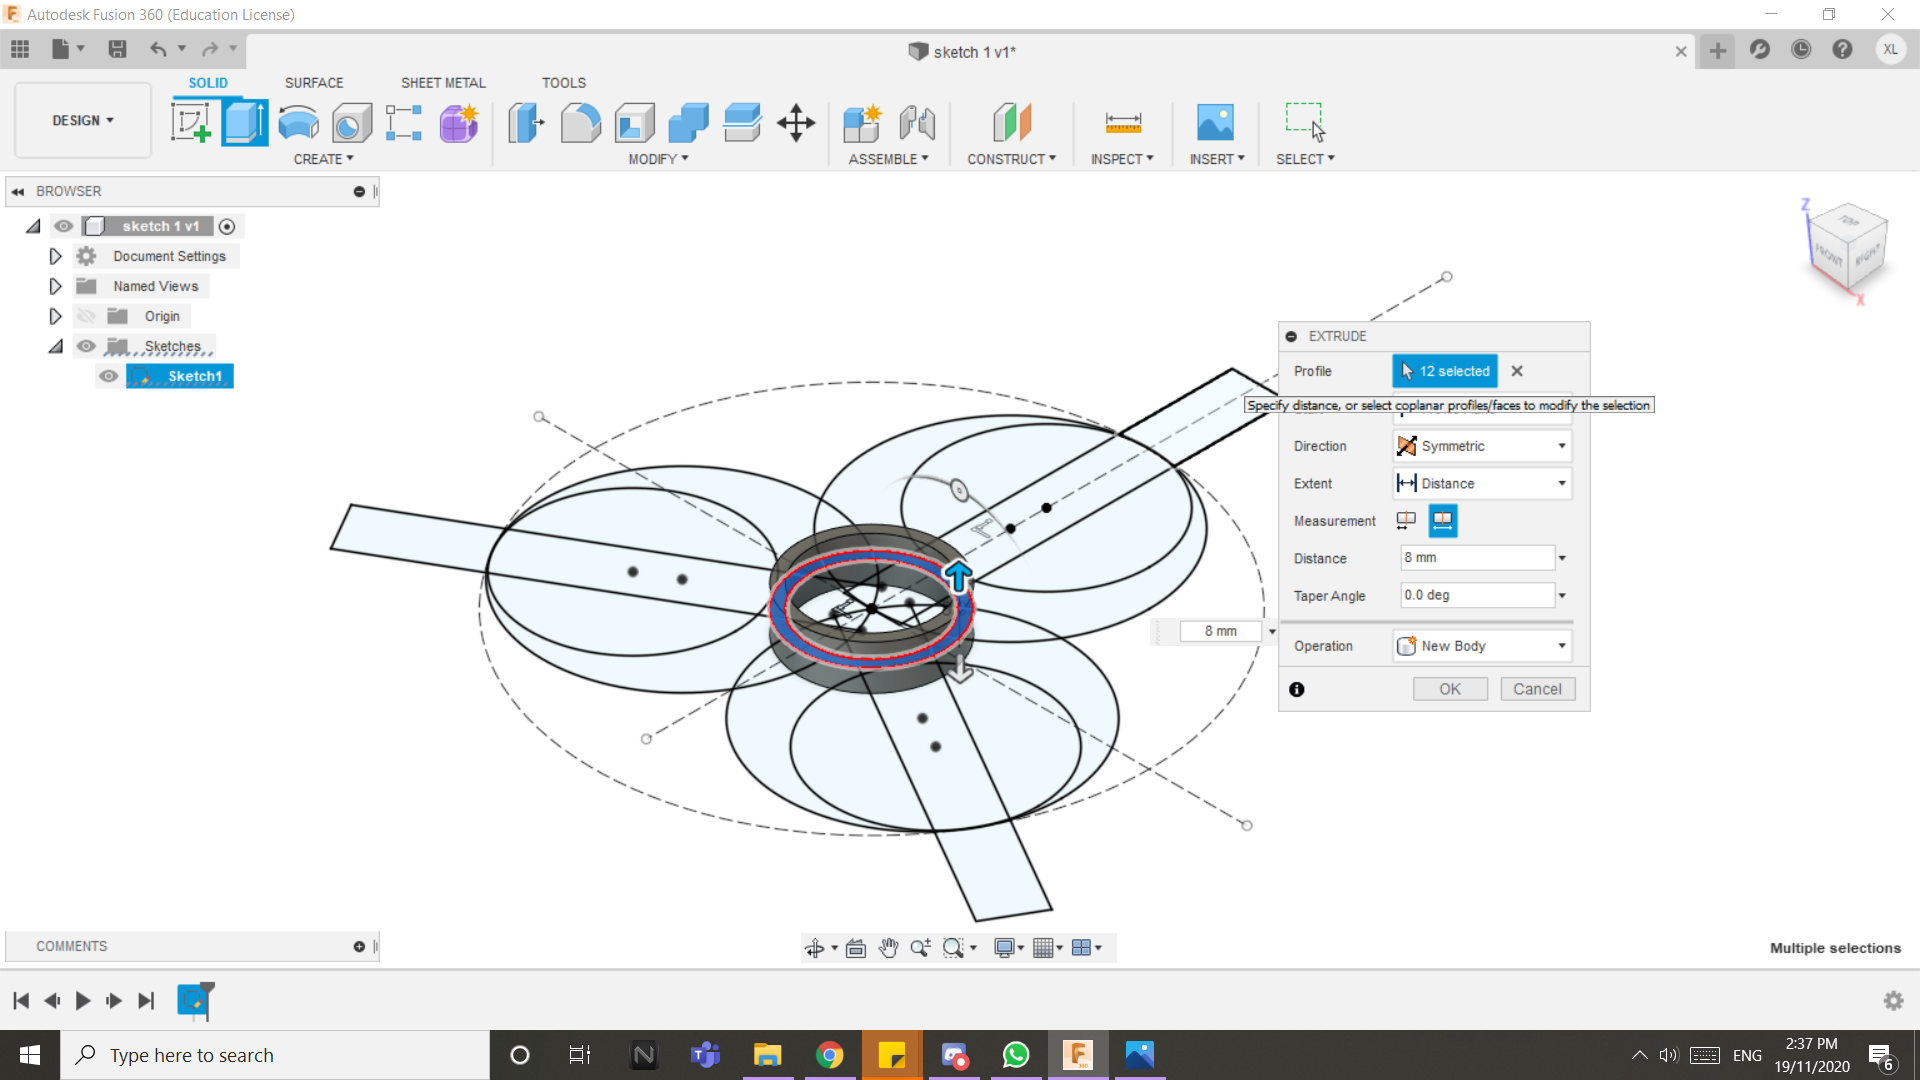 Autodesk Fusion 360 (Education License)
sketch 1 v1*
XL
SOLID
SURFACE
SHEET METAL
TOOLS
DESIGN
CREATE
MODIFY
ASSEMBLE
CONSTRUCT
INSPECT
INSERT
SELECT
BROWSER
sketch 1 v1
Document Settings
Named Views
Origin
Sketches
Sketch1
Z
TOP
FRONT
RIGHT
X
EXTRUDE
Profile
12 selected
Specify distance, or select coplanar profiles/faces to modify the selection
Direction
Symmetric
Extent
Distance
Measurement
Distance
8 mm
Taper Angle
0.0 deg
8 mm
Operation
New Body
OK
Cancel
COMMENTS
Multiple selections
Type here to search
ENG
2:37 PM
19/11/2020
6